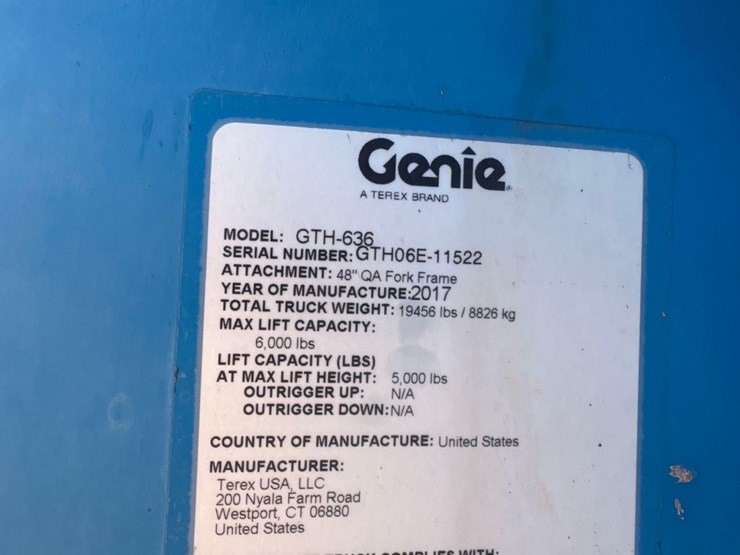 Genie
A TEREX BRAND
MODEL: GTH-636
SERIAL NUMBER: GTH06E-11522
ATTACHMENT: 48" QA Fork Frame
YEAR OF MANUFACTURE:2017
TOTAL TRUCK WEIGHT: 19456 lbs / 8826 kg
MAX LIFT CAPACITY:
6,000 lbs
LIFT CAPACITY (LBS)
AT MAX LIFT HEIGHT: 5,000 lbs
OUTRIGGER UP: N/A
OUTRIGGER DOWN:N/A
COUNTRY OF MANUFACTURE: United States
MANUFACTURER:
Terex USA, LLC
200 Nyala Farm Road
Westport, CT 06880
United States
TRUCK COMPLIES WITH: